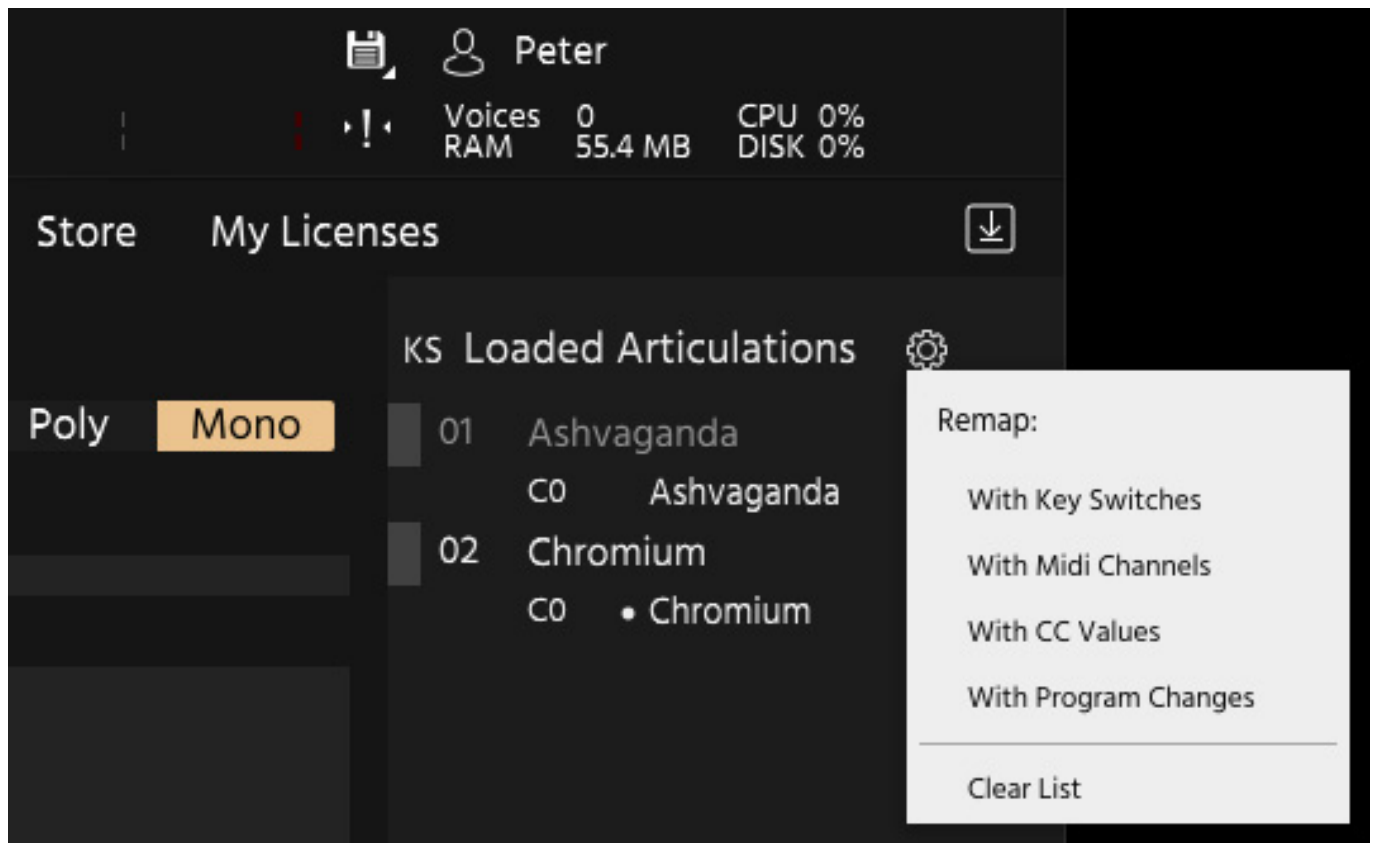 Peter
Voices 0 CPU 0%
RAM 55.4 MB DISK 0%
Store My Licenses
KS Loaded Articulations
Poly Mono
01 Ashvaganda
C0 Ashvaganda
02 Chromium
C0 • Chromium
Remap:
With Key Switches
With Midi Channels
With CC Values
With Program Changes
Clear List